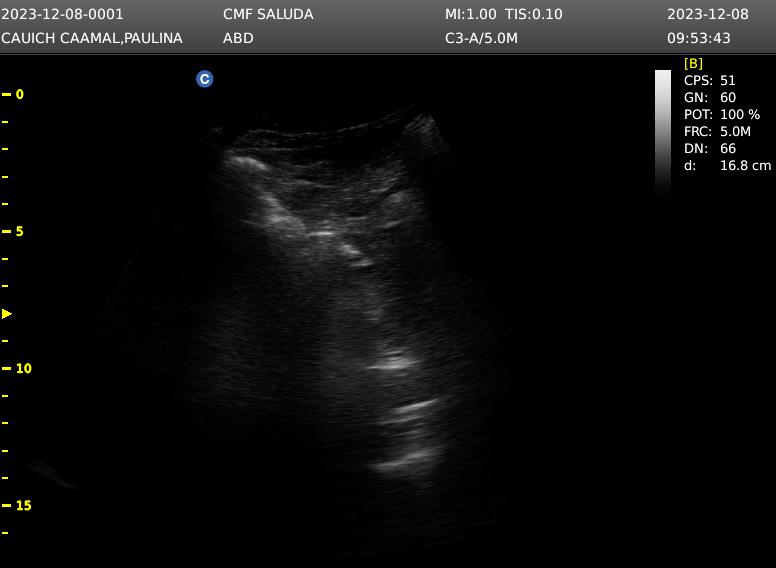 2023-12-08-0001 CMF SALUDA MI:1.00 TIS:0.10 2023-12-08
CAUICH CAAMAL,PAULINA ABD C3-A/5.0M 09:53:43
C
[B]
CPS: 51
GN: 60
POT: 100 %
FRC: 5.0M
DN: 66
d: 16.8 cm
0
5
10
15